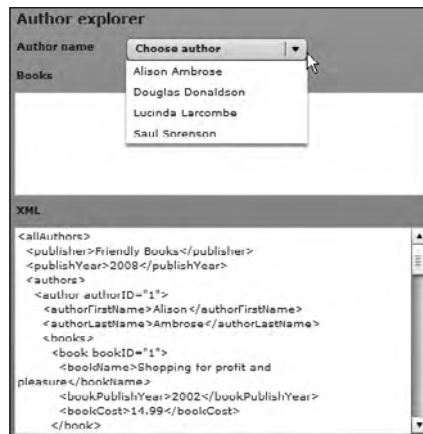 Author explorer
Author name
Choose author
Alison Ambrose
Douglas Donaldson
Lucinda Larcombe
Saul Sorenson
Books
XML
<allAuthors>
<publisher>Friendly Books</publisher>
<publishYear>2008</publishYear>
<authors>
<author authorID="1">
<authorFirstName>Alison</authorFirstName>
<authorLastName>Ambrose</authorLastName>
<books>
<book bookID="1">
<bookName>Shopping for profit and
pleasure</bookName>
<bookPublishYear>2002</bookPublishYear>
<bookCost>14.99</bookCost>
</book>